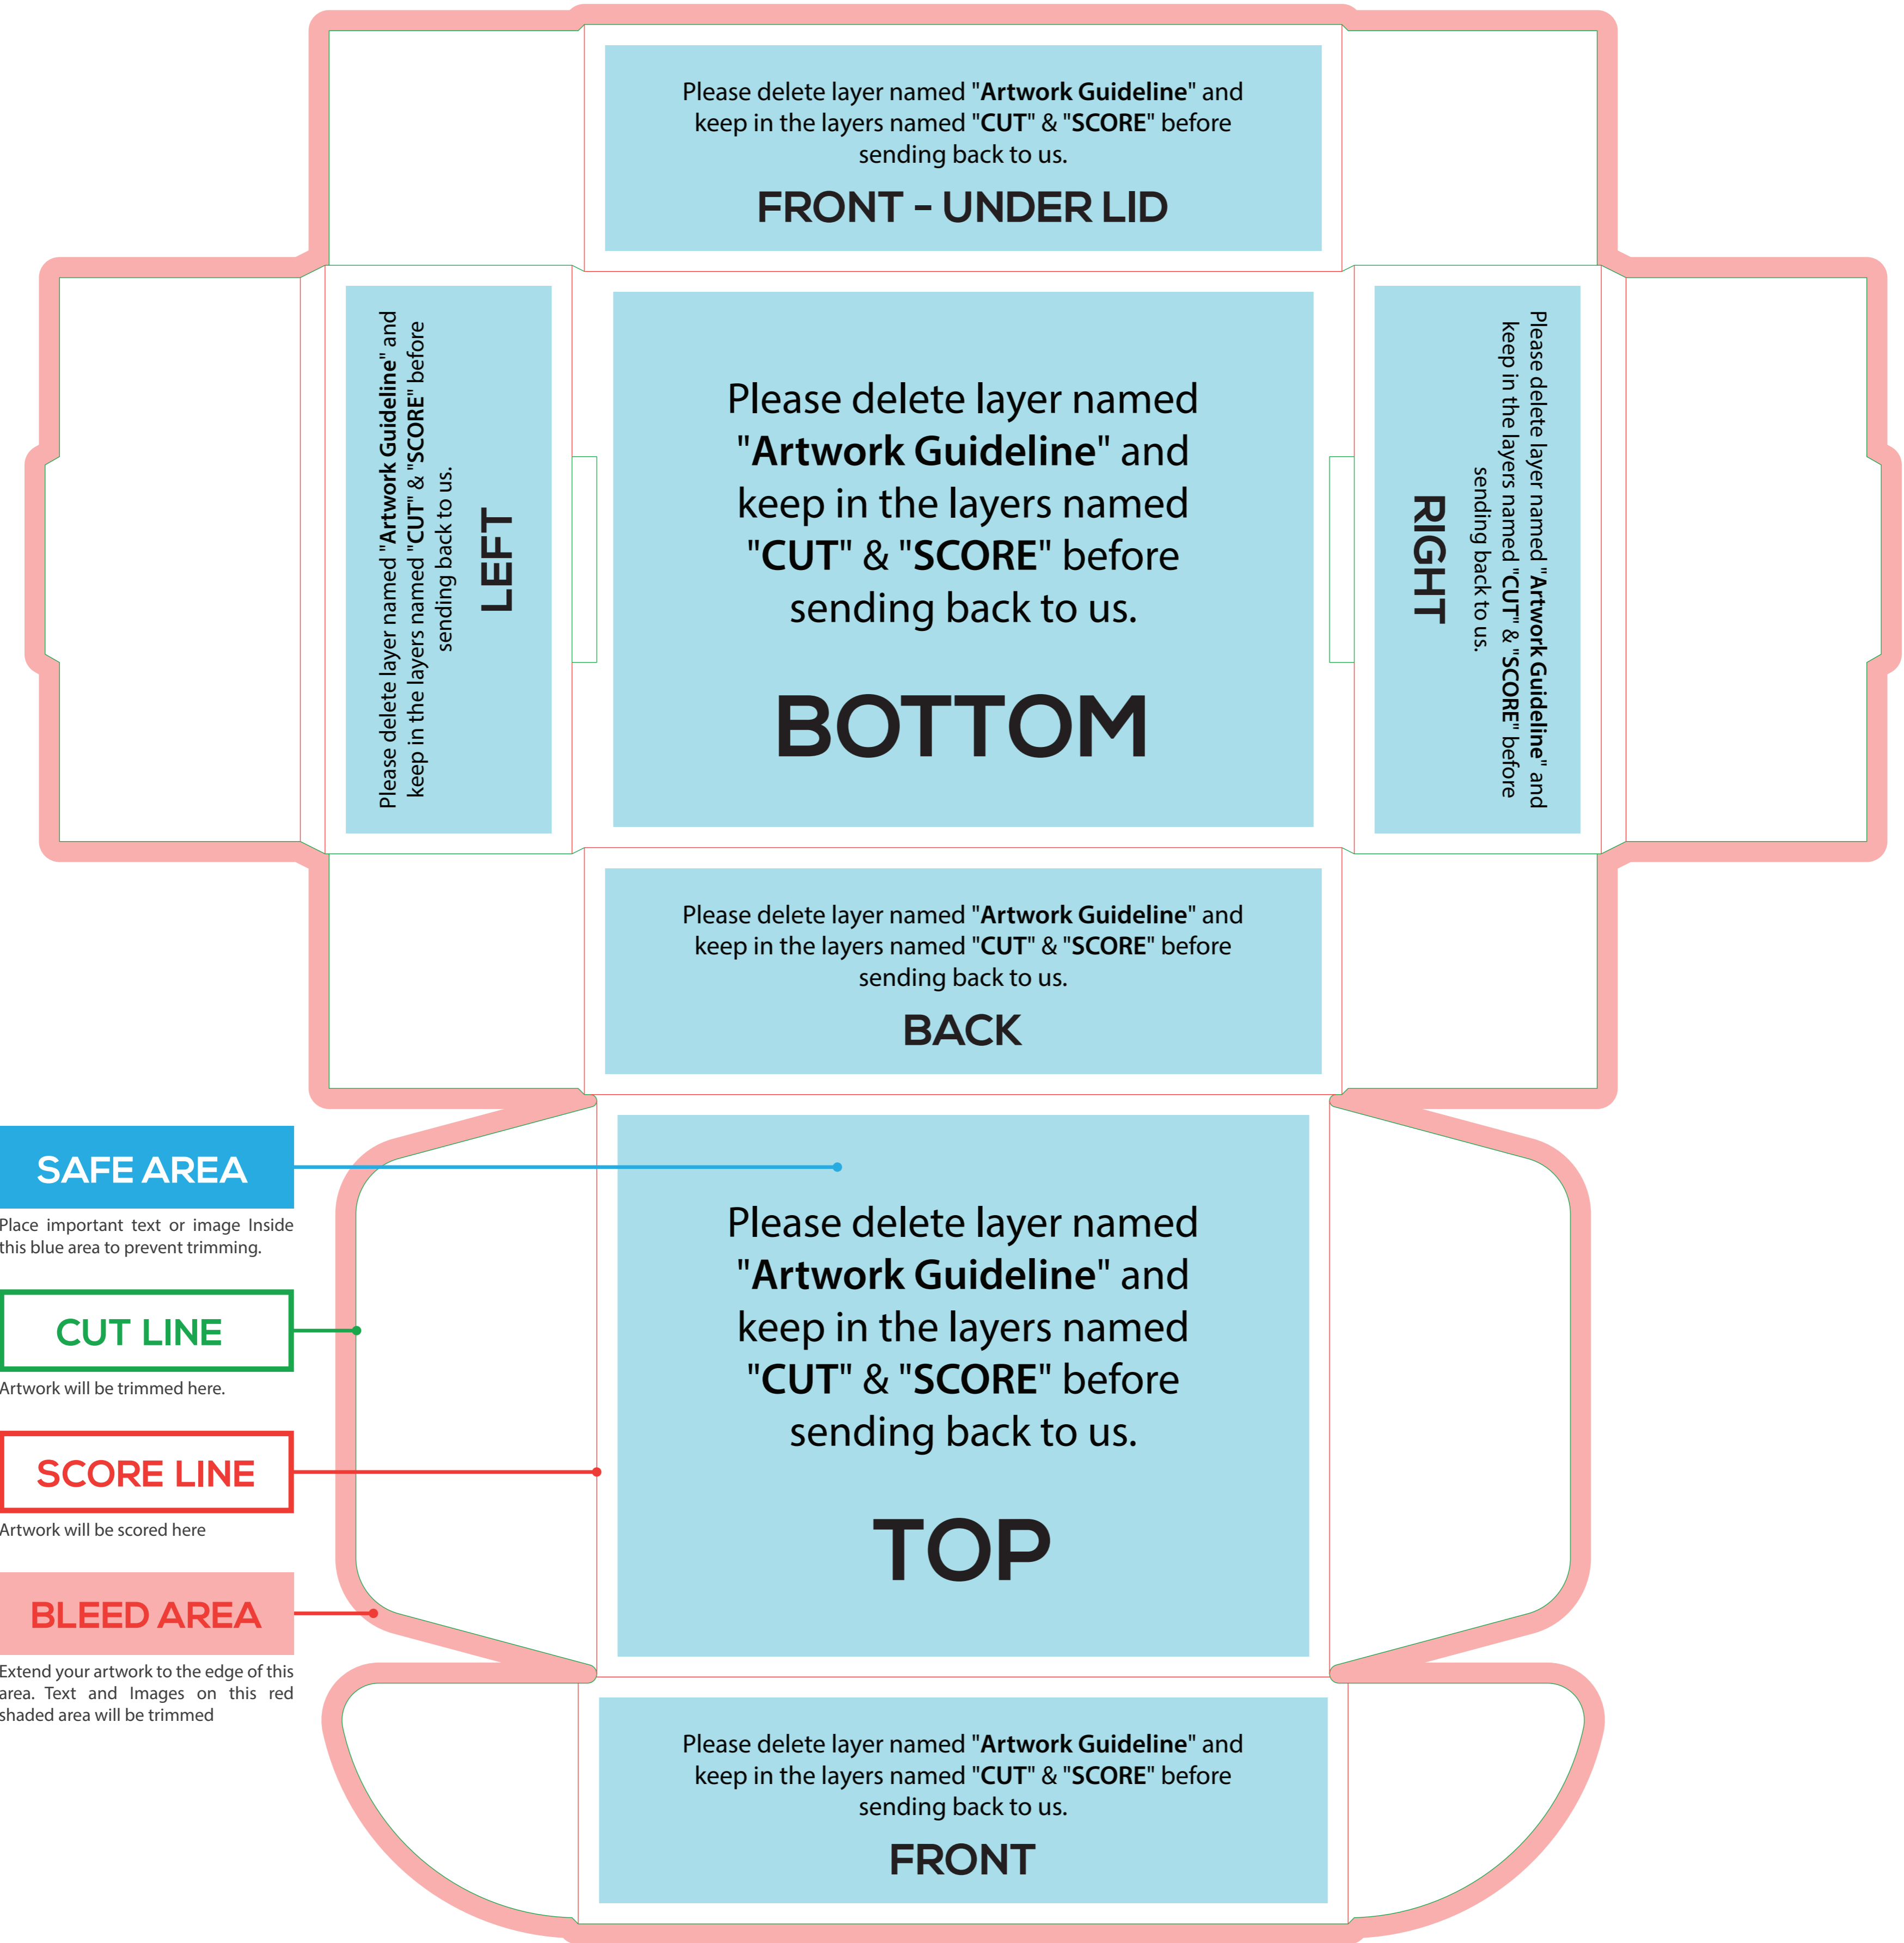 Please delete layer named "Artwork Guideline" and
keep in the layers named "CUT" & "SCORE" before
sending back to us.
FRONT - UNDER LID
Please delete layer named "Artwork Guideline" and
keep in the layers named "CUT" & "SCORE" before
sending back to us.
LEFT
Please delete layer named
"Artwork Guideline" and
keep in the layers named
"CUT" & "SCORE" before
sending back to us.
BOTTOM
Please delete layer named "Artwork Guideline" and
keep in the layers named "CUT" & "SCORE" before
sending back to us.
RIGHT
Please delete layer named "Artwork Guideline" and
keep in the layers named "CUT" & "SCORE" before
sending back to us.
BACK
SAFE AREA
Place important text or image Inside
this blue area to prevent trimming.
CUT LINE
Artwork will be trimmed here.
SCORE LINE
Artwork will be scored here
BLEED AREA
Extend your artwork to the edge of this
area. Text and Images on this red
shaded area will be trimmed
Please delete layer named
"Artwork Guideline" and
keep in the layers named
"CUT" & "SCORE" before
sending back to us.
TOP
Please delete layer named "Artwork Guideline" and
keep in the layers named "CUT" & "SCORE" before
sending back to us.
FRONT